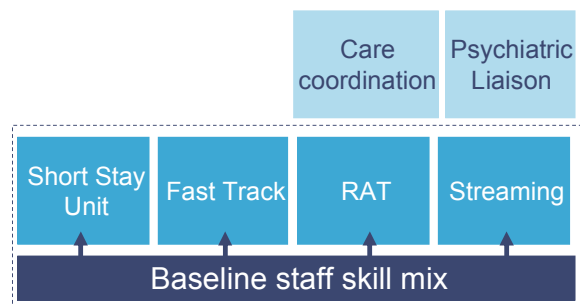 Care
coordination
Psychiatric
Liaison
Short Stay
Unit
Fast Track
RAT
Streaming
Baseline staff skill mix